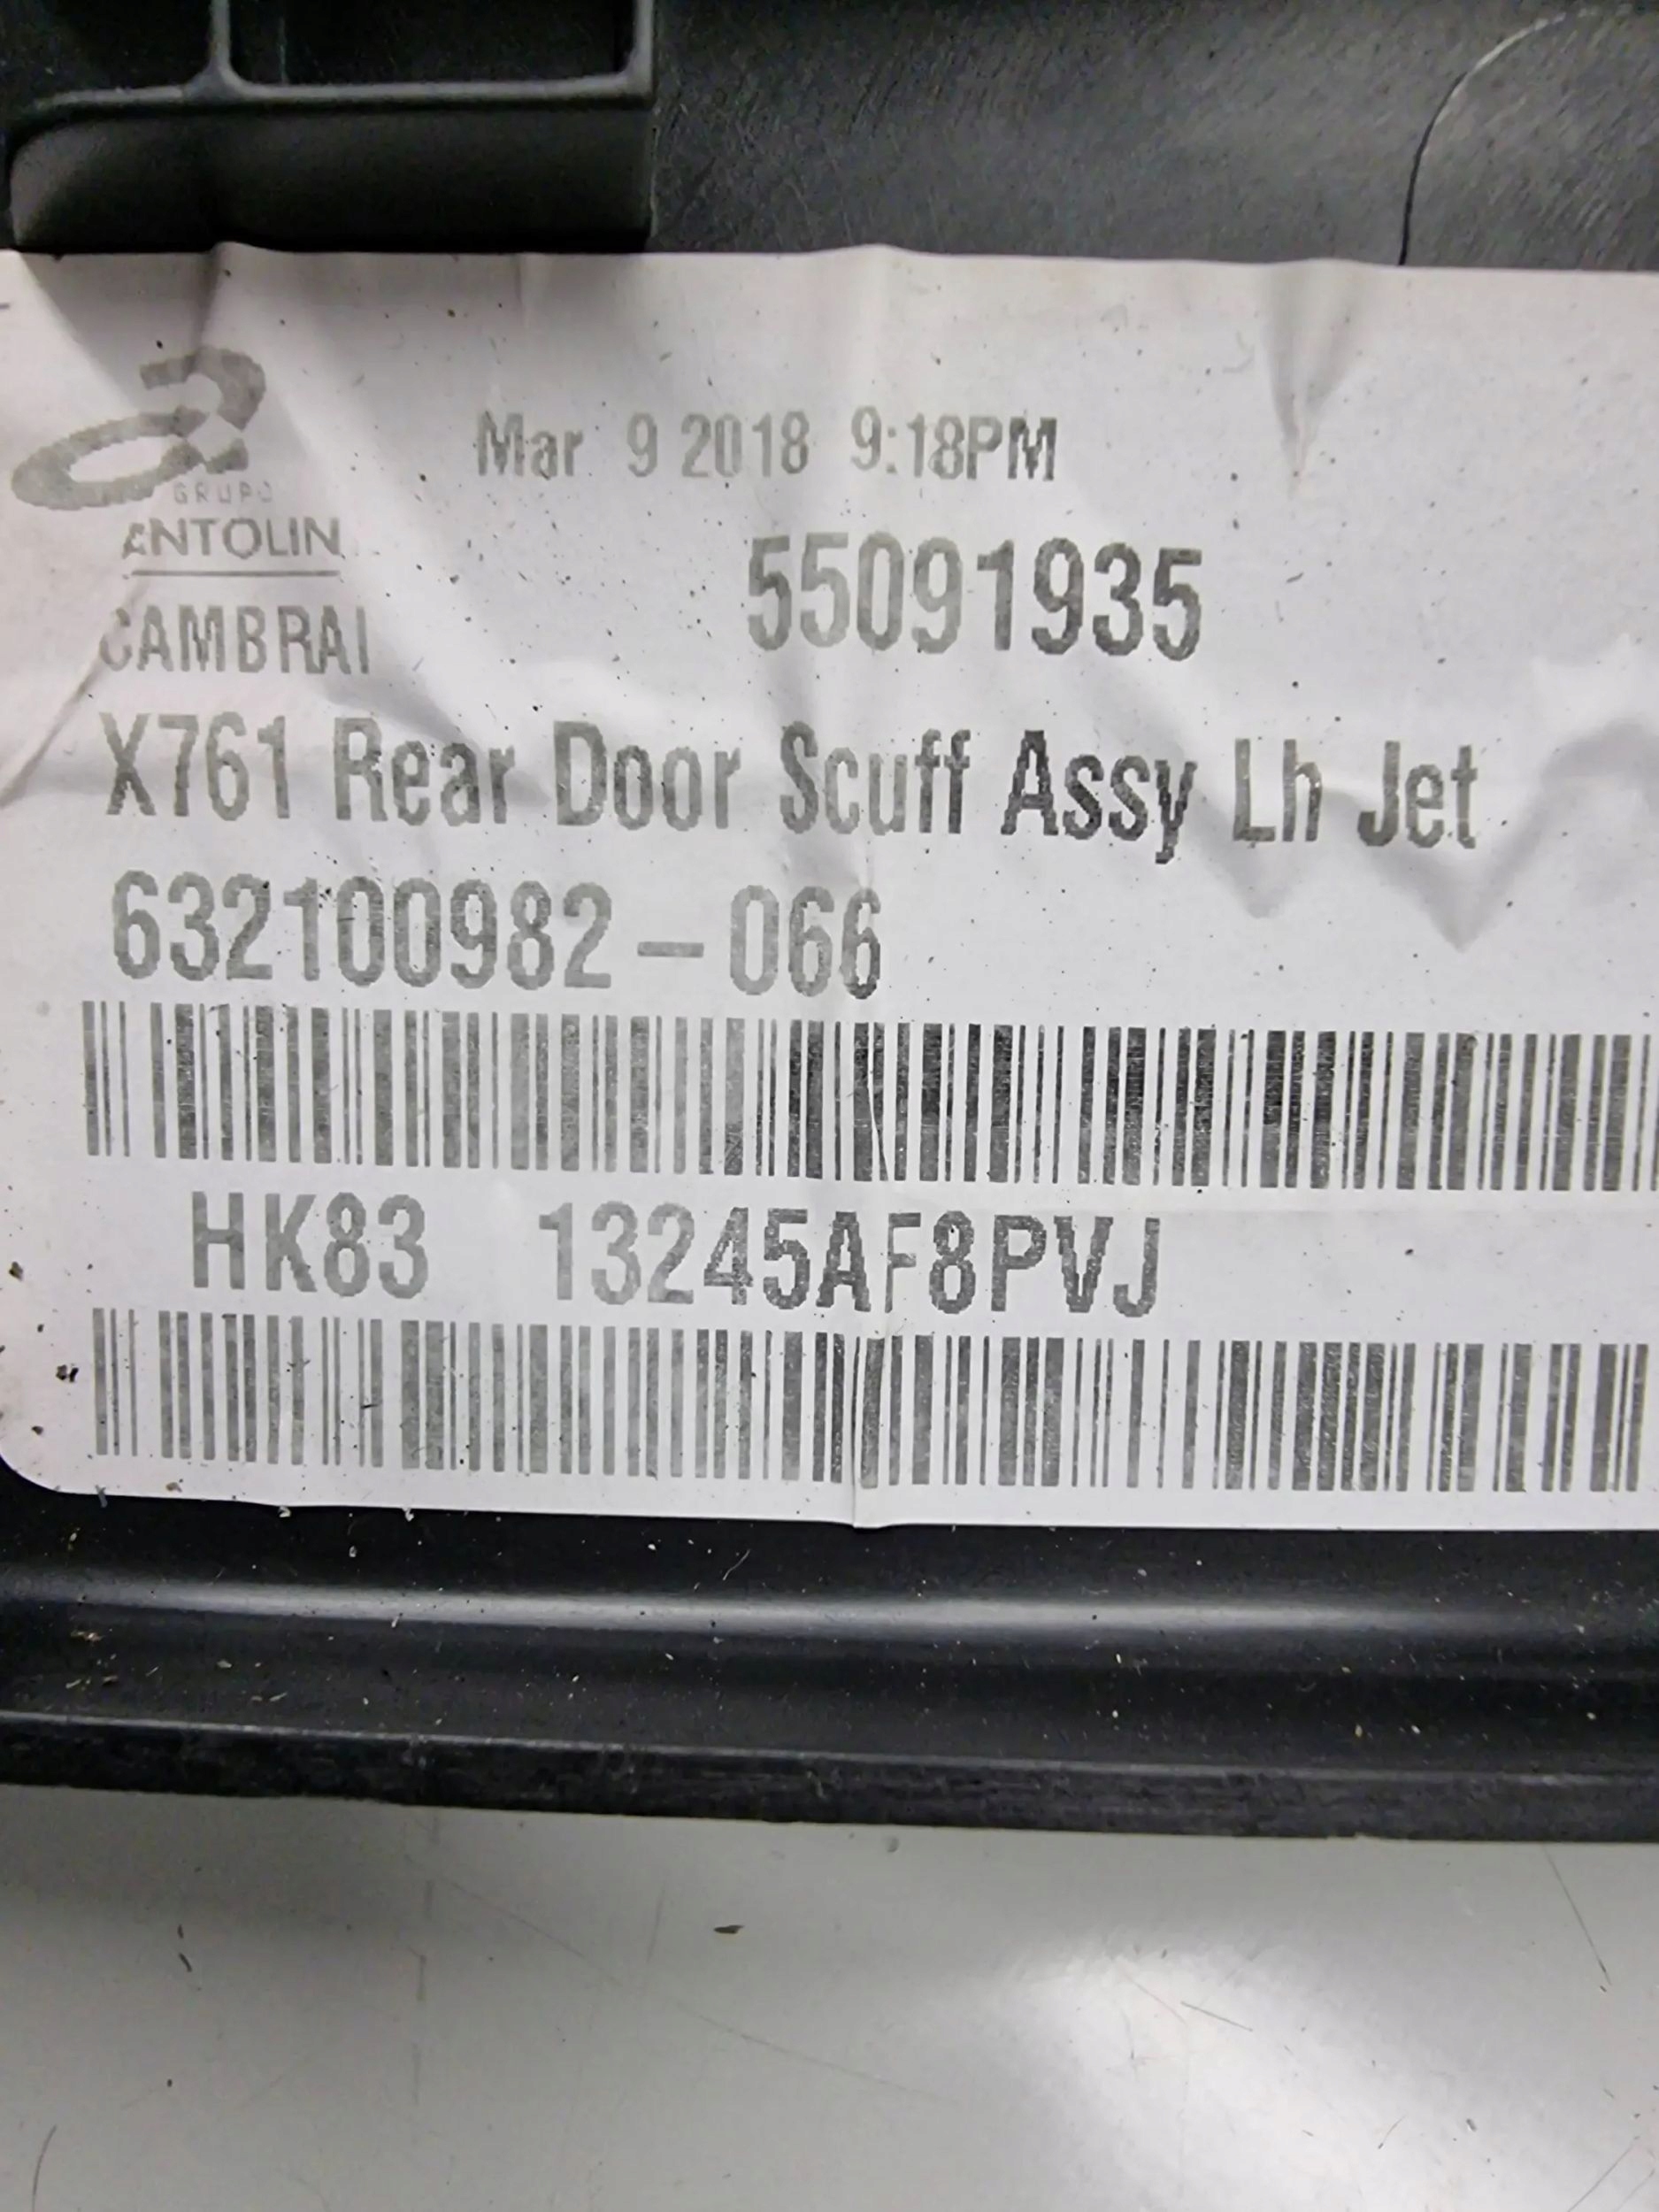 GRUPO
ANTOLIN
CAMBRAI
Mar 9 2018 9:18PM
55091935
X761 Rear Door Scuff Assy Lh Jet
632100982-066
HK83 13245AF8PVJ